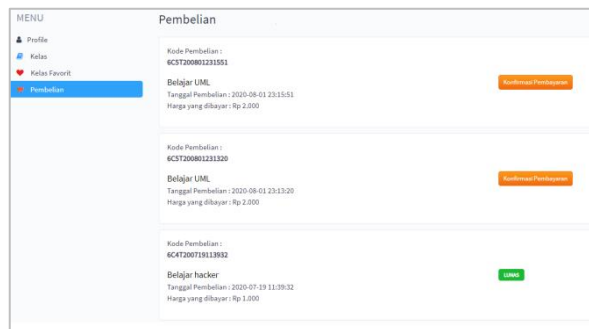 MENU
Profile
Kelas
Kelas Favorit
Pembelian
Pembelian
Kode Pembelian :
6C5T200801231551
Belajar UML
Konfirmasi Pembayaran
Tanggal Pembelian : 2020-08-01 23:15:51
Harga yang dibayar : Rp 2.000
Kode Pembelian :
6C5T200801231320
Belajar UML
Konfirmasi Pembayaran
Tanggal Pembelian : 2020-08-01 23:13:20
Harga yang dibayar : Rp 2.000
Kode Pembelian :
6C4T200719113932
Belajar hacker
LUNAS
Tanggal Pembelian : 2020-07-19 11:39:32
Harga yang dibayar : Rp 1.000